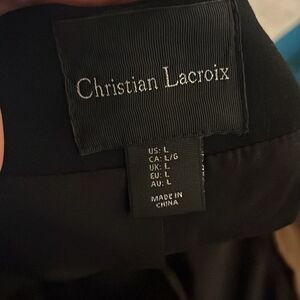 Christian Lacroix
US: L
CA: L/G
UK: L
EU: L
AU: L
MADE IN
CHINA